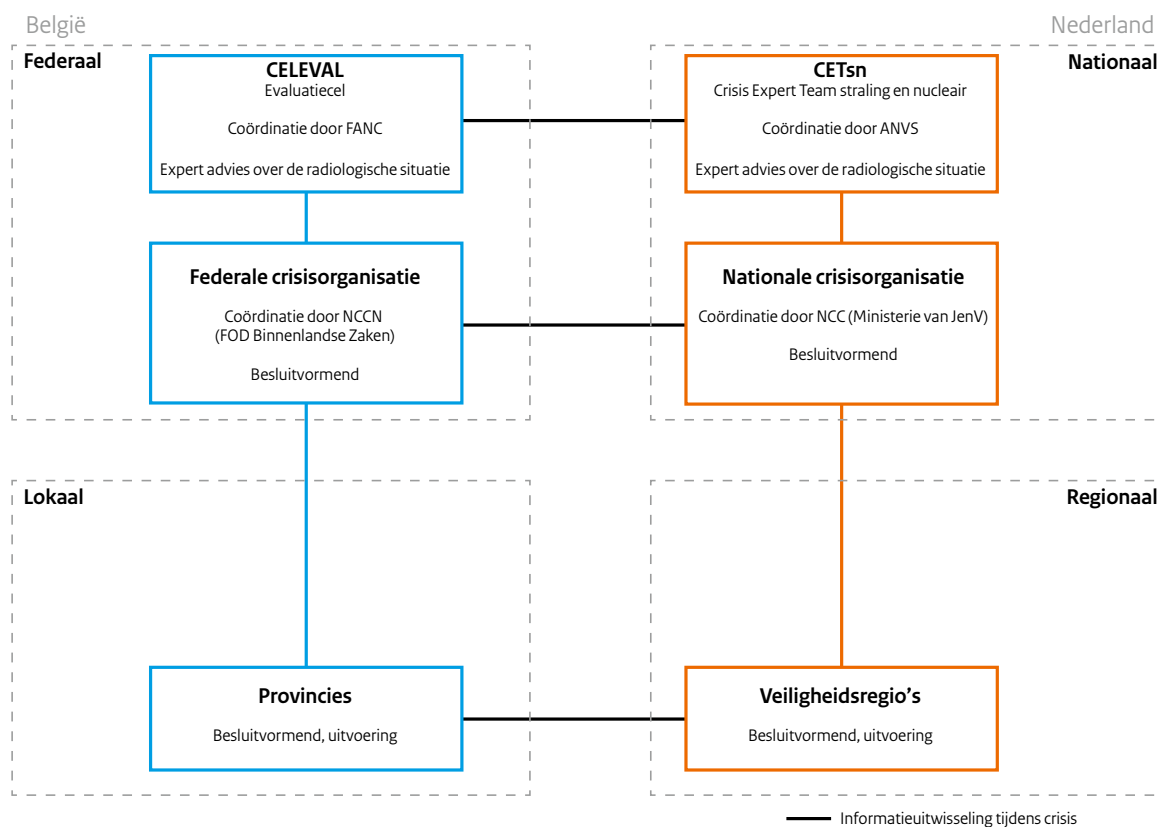 België
Nederland
Federaal
Nationaal
CELEVAL
Evaluatiecel
Coördinatie door FANC
Expert advies over de radiologische situatie
CETsn
Crisis Expert Team straling en nucleair
Coördinatie door ANVS
Expert advies over de radiologische situatie
Federale crisisorganisatie
Coördinatie door NCCN
(FOD Binnenlandse Zaken)
Besluitvormend
Nationale crisisorganisatie
Coördinatie door NCC (Ministerie van JenV)
Besluitvormend
Lokaal
Regionaal
Provincies
Besluitvormend, uitvoering
Veiligheidsregio’s
Besluitvormend, uitvoering
Informatieuitwisseling tijdens crisis